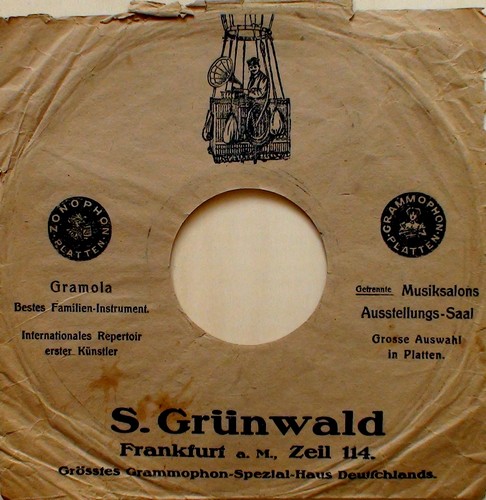 ZONOPHON
PLATTEN
GRAMMOPHON
PLATTEN
Gramola
Bestes Familien-Instrument.
Internationales Repertoir
erster Künstler
Getrennte Musiksalons
Ausstellungs-Saal
Grosse Auswahl
in Platten.
S. Grünwald
Frankfurt a. M., Zeil 114.
Grösstes Grammophon-Spezial-Haus Deutschlands.